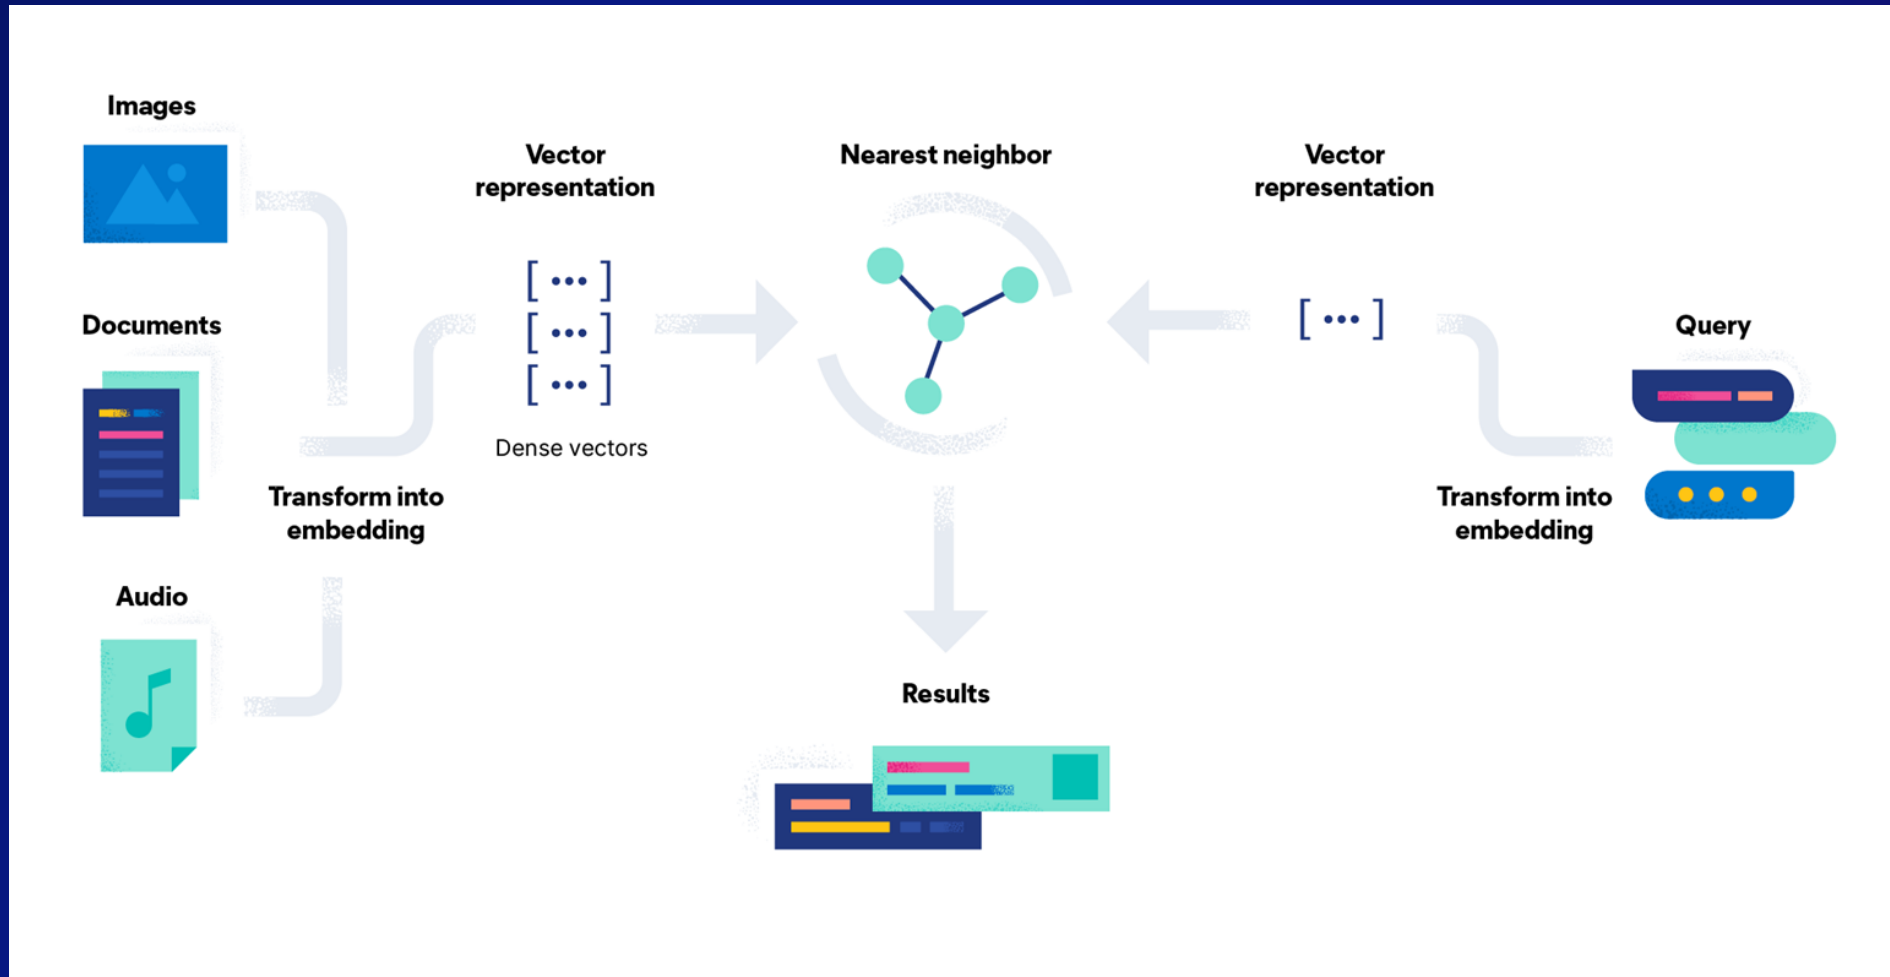 Images
Documents
Audio
Transform into
embedding
Vector
representation
[ ••• ]
[ ••• ]
[ ••• ]
Dense vectors
Nearest neighbor
Results
Vector
representation
[ ••• ]
Transform into
embedding
Query